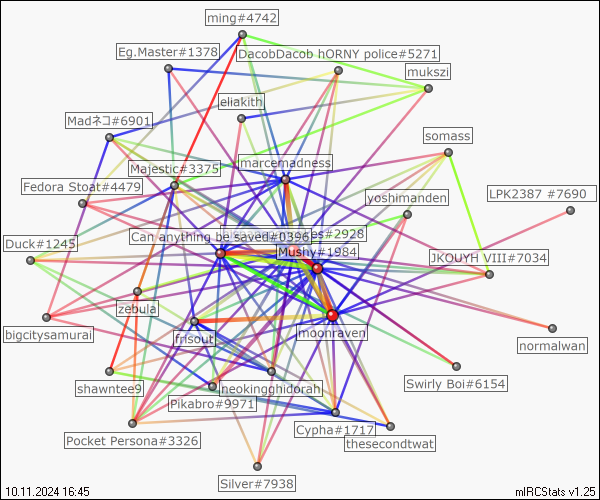 ming#4742
Eg.Master#1378
DacobDacob hORNY police#5271
mukszi
eliakith
Madネコ#6901
somass
marcemadness
Majestic#3375
Fedora Stoat#4479
yoshimanden
LPK2387 #7690
Can anything be saved#0396
es#2928
Duck#1245
Mushy#1984
JKOUYH VIII#7034
zebula
bigcitysamurai
frisout
moonraven
normalwan
shawntee9
neokingghidorah
Swirly Boi#6154
Pikabro#9971
Cypha#1717
Pocket Persona#3326
thesecondtwat
Silver#7938
10.11.2024 16:45
mIRCStats v1.25